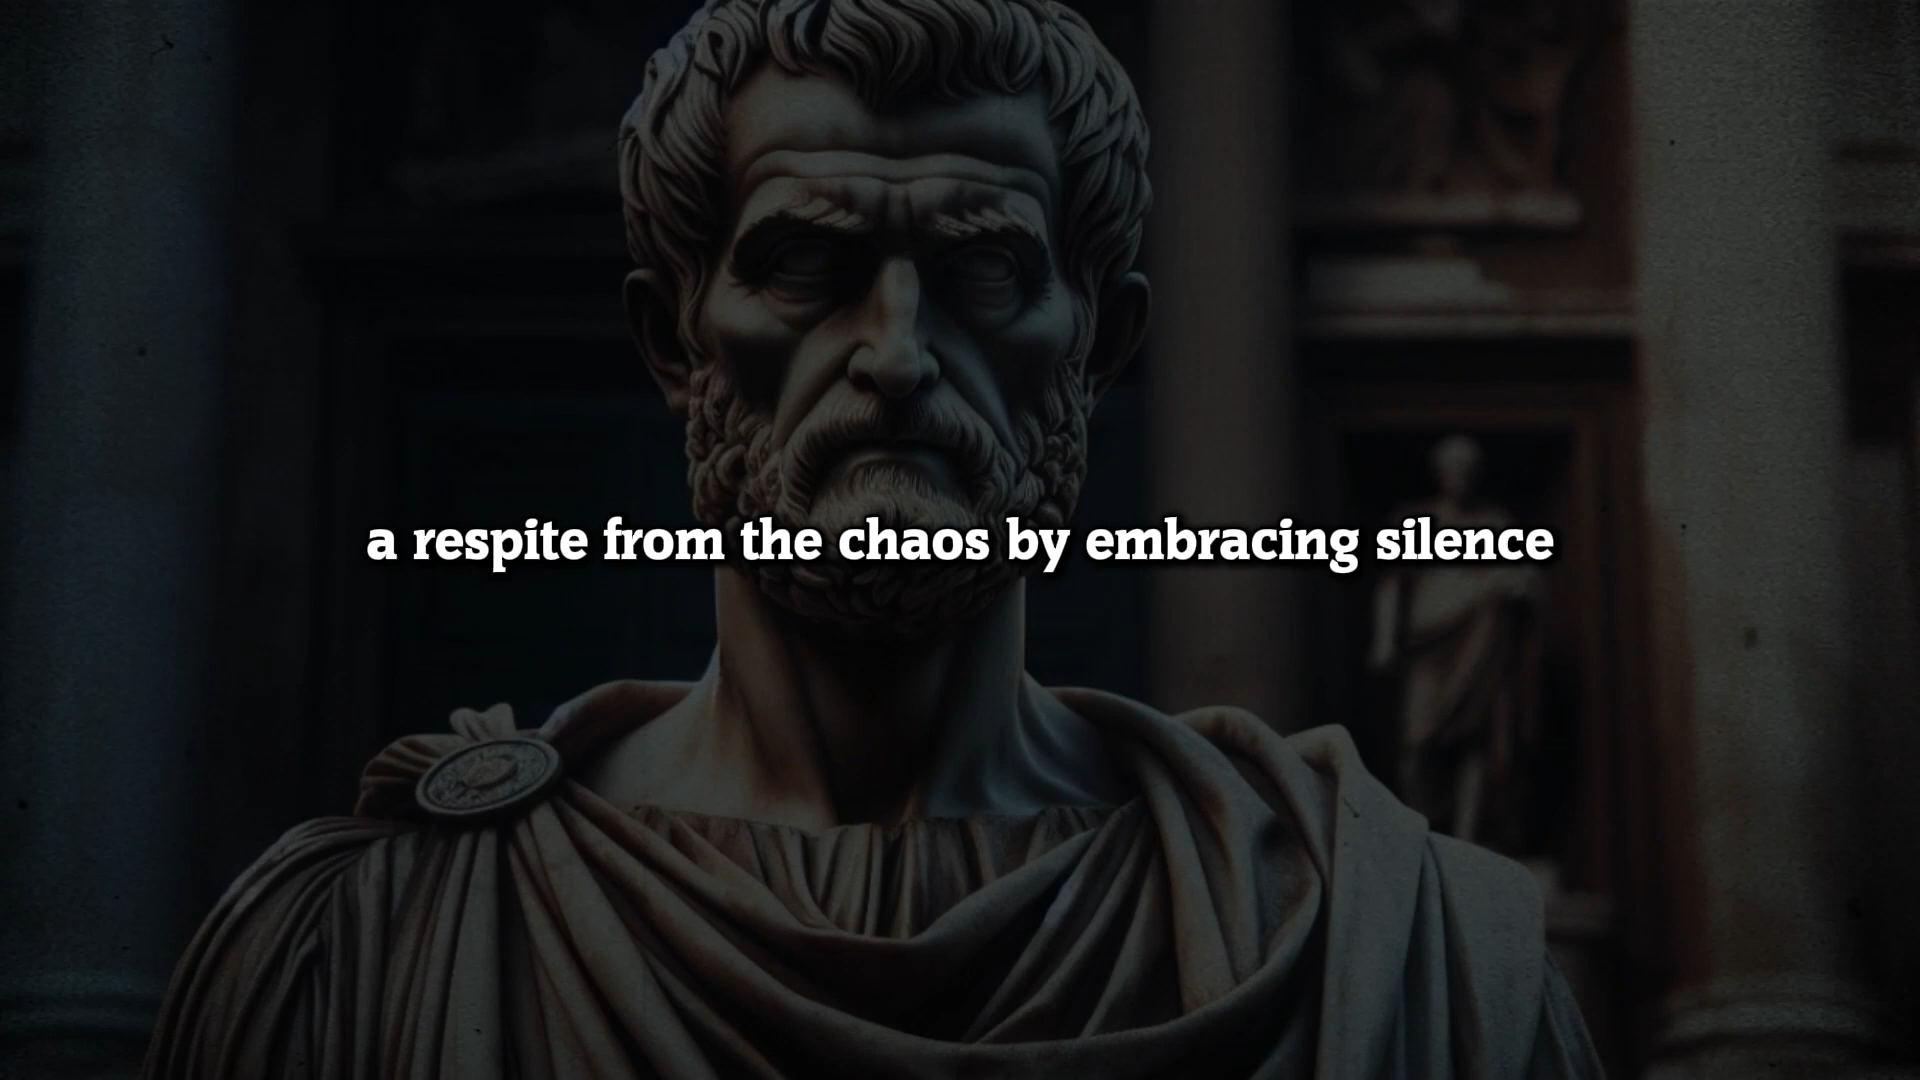 a respite from the chaos by embracing silence